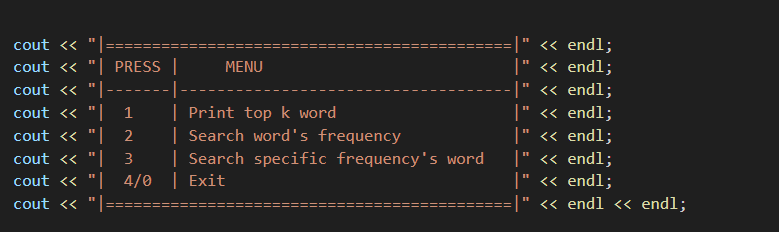 cout << "|============================================|" << endl;
cout << "| PRESS |     MENU                           |" << endl;
cout << "|-------|------------------------------------|" << endl;
cout << "|  1    | Print top k word                   |" << endl;
cout << "|  2    | Search word's frequency            |" << endl;
cout << "|  3    | Search specific frequency's word   |" << endl;
cout << "|  4/0  | Exit                               |" << endl;
cout << "|============================================|" << endl << endl;